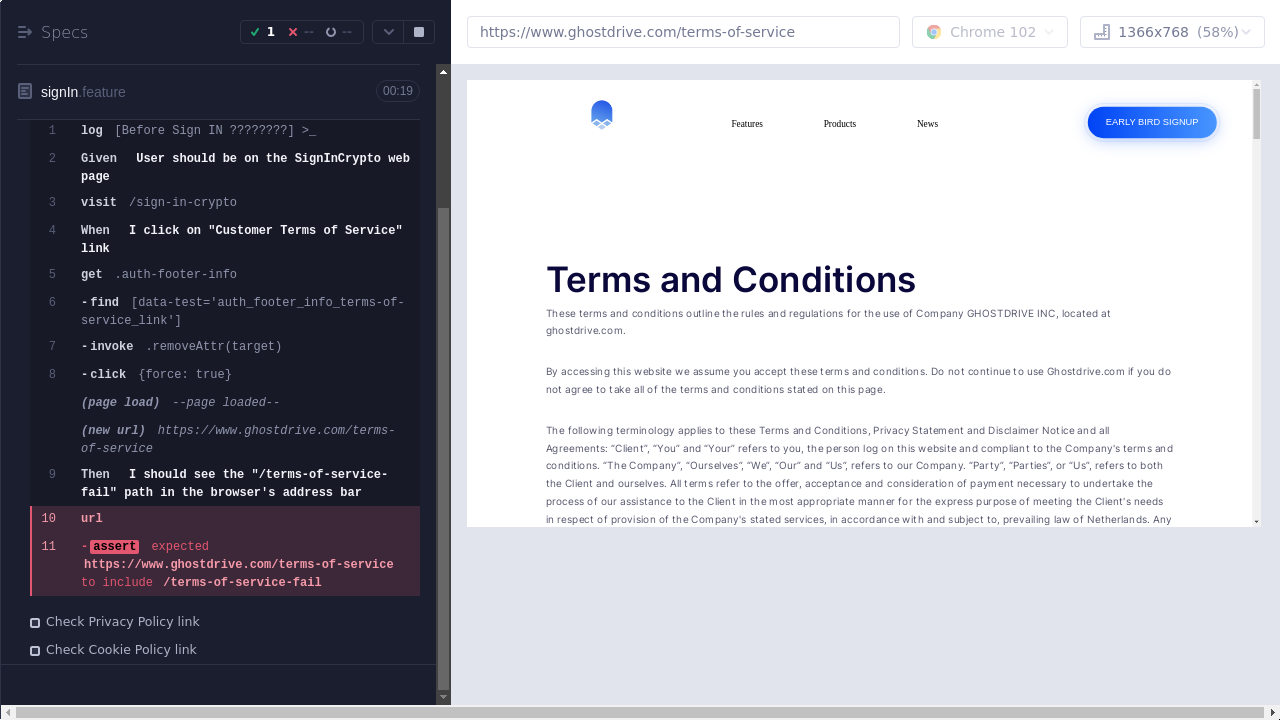 Specs
1
--
--
https://www.ghostdrive.com/terms-of-service
Chrome 102
1366x768 (58%)
signIn.feature
00:19
1 log [Before Sign IN ????????] >_
2 Given User should be on the SignInCrypto web
page
3 visit /sign-in-crypto
4 When I click on "Customer Terms of Service"
link
5 get .auth-footer-info
6 -find [data-test='auth_footer_info_terms-of-
service_link']
7 -invoke .removeAttr(target)
8 -click {force: true}
(page load) --page loaded--
(new url) https://www.ghostdrive.com/terms-
of-service
9 Then I should see the "/terms-of-service-
fail" path in the browser's address bar
10 url
11 -assert expected
https://www.ghostdrive.com/terms-of-service
to include /terms-of-service-fail
Check Privacy Policy link
Check Cookie Policy link
Features
Products
News
EARLY BIRD SIGNUP
Terms and Conditions
These terms and conditions outline the rules and regulations for the use of Company GHOSTDRIVE INC, located at
ghostdrive.com.
By accessing this website we assume you accept these terms and conditions. Do not continue to use Ghostdrive.com if you do
not agree to take all of the terms and conditions stated on this page.
The following terminology applies to these Terms and Conditions, Privacy Statement and Disclaimer Notice and all
Agreements: “Client”, “You” and “Your” refers to you, the person log on this website and compliant to the Company's terms and
conditions. “The Company”, “Ourselves”, “We”, “Our” and “Us”, refers to our Company. “Party”, “Parties”, or “Us”, refers to both
the Client and ourselves. All terms refer to the offer, acceptance and consideration of payment necessary to undertake the
process of our assistance to the Client in the most appropriate manner for the express purpose of meeting the Client's needs
in respect of provision of the Company's stated services, in accordance with and subject to, prevailing law of Netherlands. Any